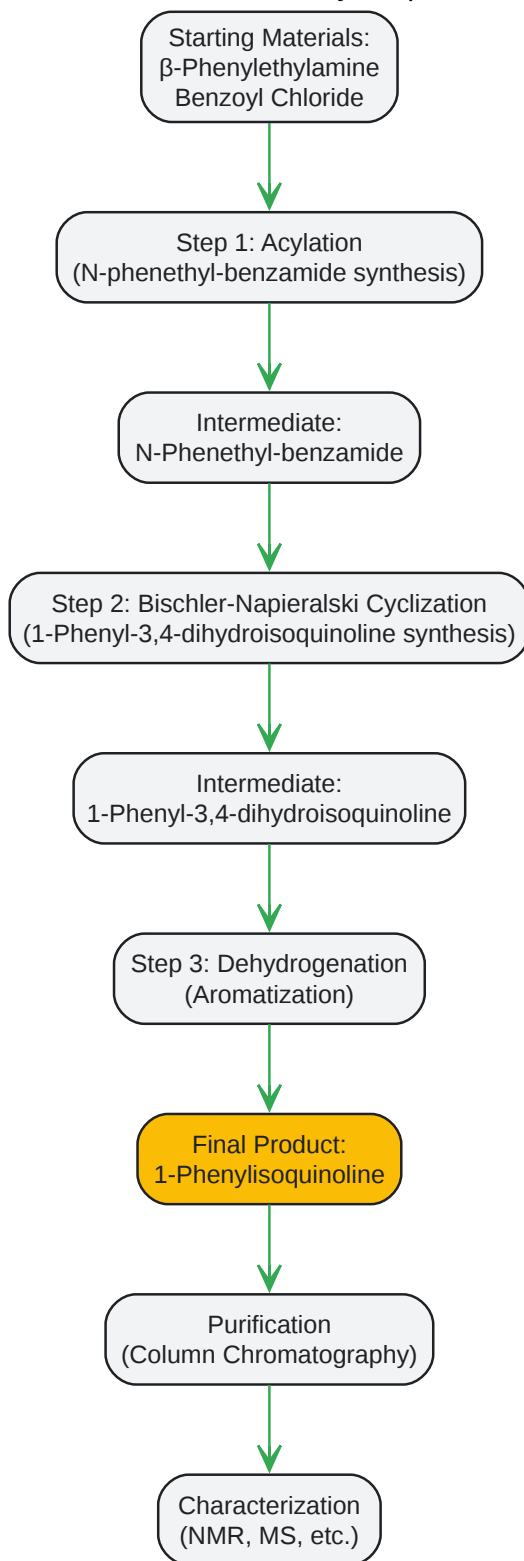 Starting Materials:
β-Phenylethylamine
Benzoyl Chloride
Step 1: Acylation
(N-phenethyl-benzamide synthesis)
Intermediate:
N-Phenethyl-benzamide
Step 2: Bischler-Napieralski Cyclization
(1-Phenyl-3,4-dihydroisoquinoline synthesis)
Intermediate:
1-Phenyl-3,4-dihydroisoquinoline
Step 3: Dehydrogenation
(Aromatization)
Final Product:
1-Phenylisoquinoline
Purification
(Column Chromatography)
Characterization
(NMR, MS, etc.)